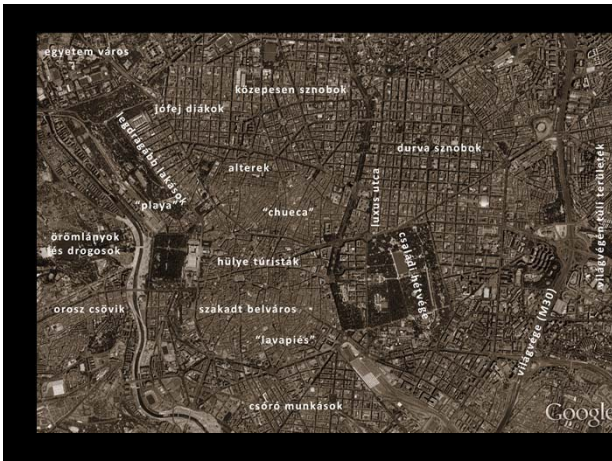 egyetem város
közepesen sznobok
jófej diákok
legdrágább lakások
durva sznobok
alterek
luxus utca
világvégén túli területek
"playa"
"chueca"
örömlányok
és drogosok
hülye túristák
családi hétvége
orosz csövik
szakadt belváros
világvége (M30)
"lavapiés"
csóró munkások
Google